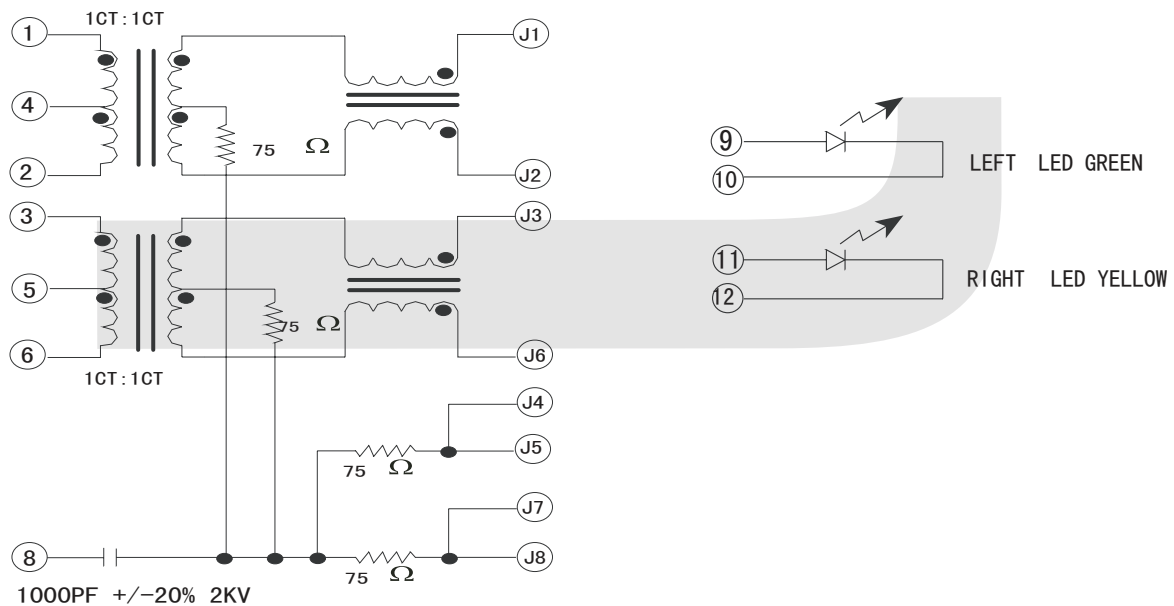 1CT:1CT
1
J1
4
75 Ω
9
10
LEFT LED GREEN
2
J2
3
J3
11
12
RIGHT LED YELLOW
5
75 Ω
6
J6
1CT:1CT
J4
J5
75 Ω
J7
8
J8
75 Ω
1000PF +/-20% 2KV